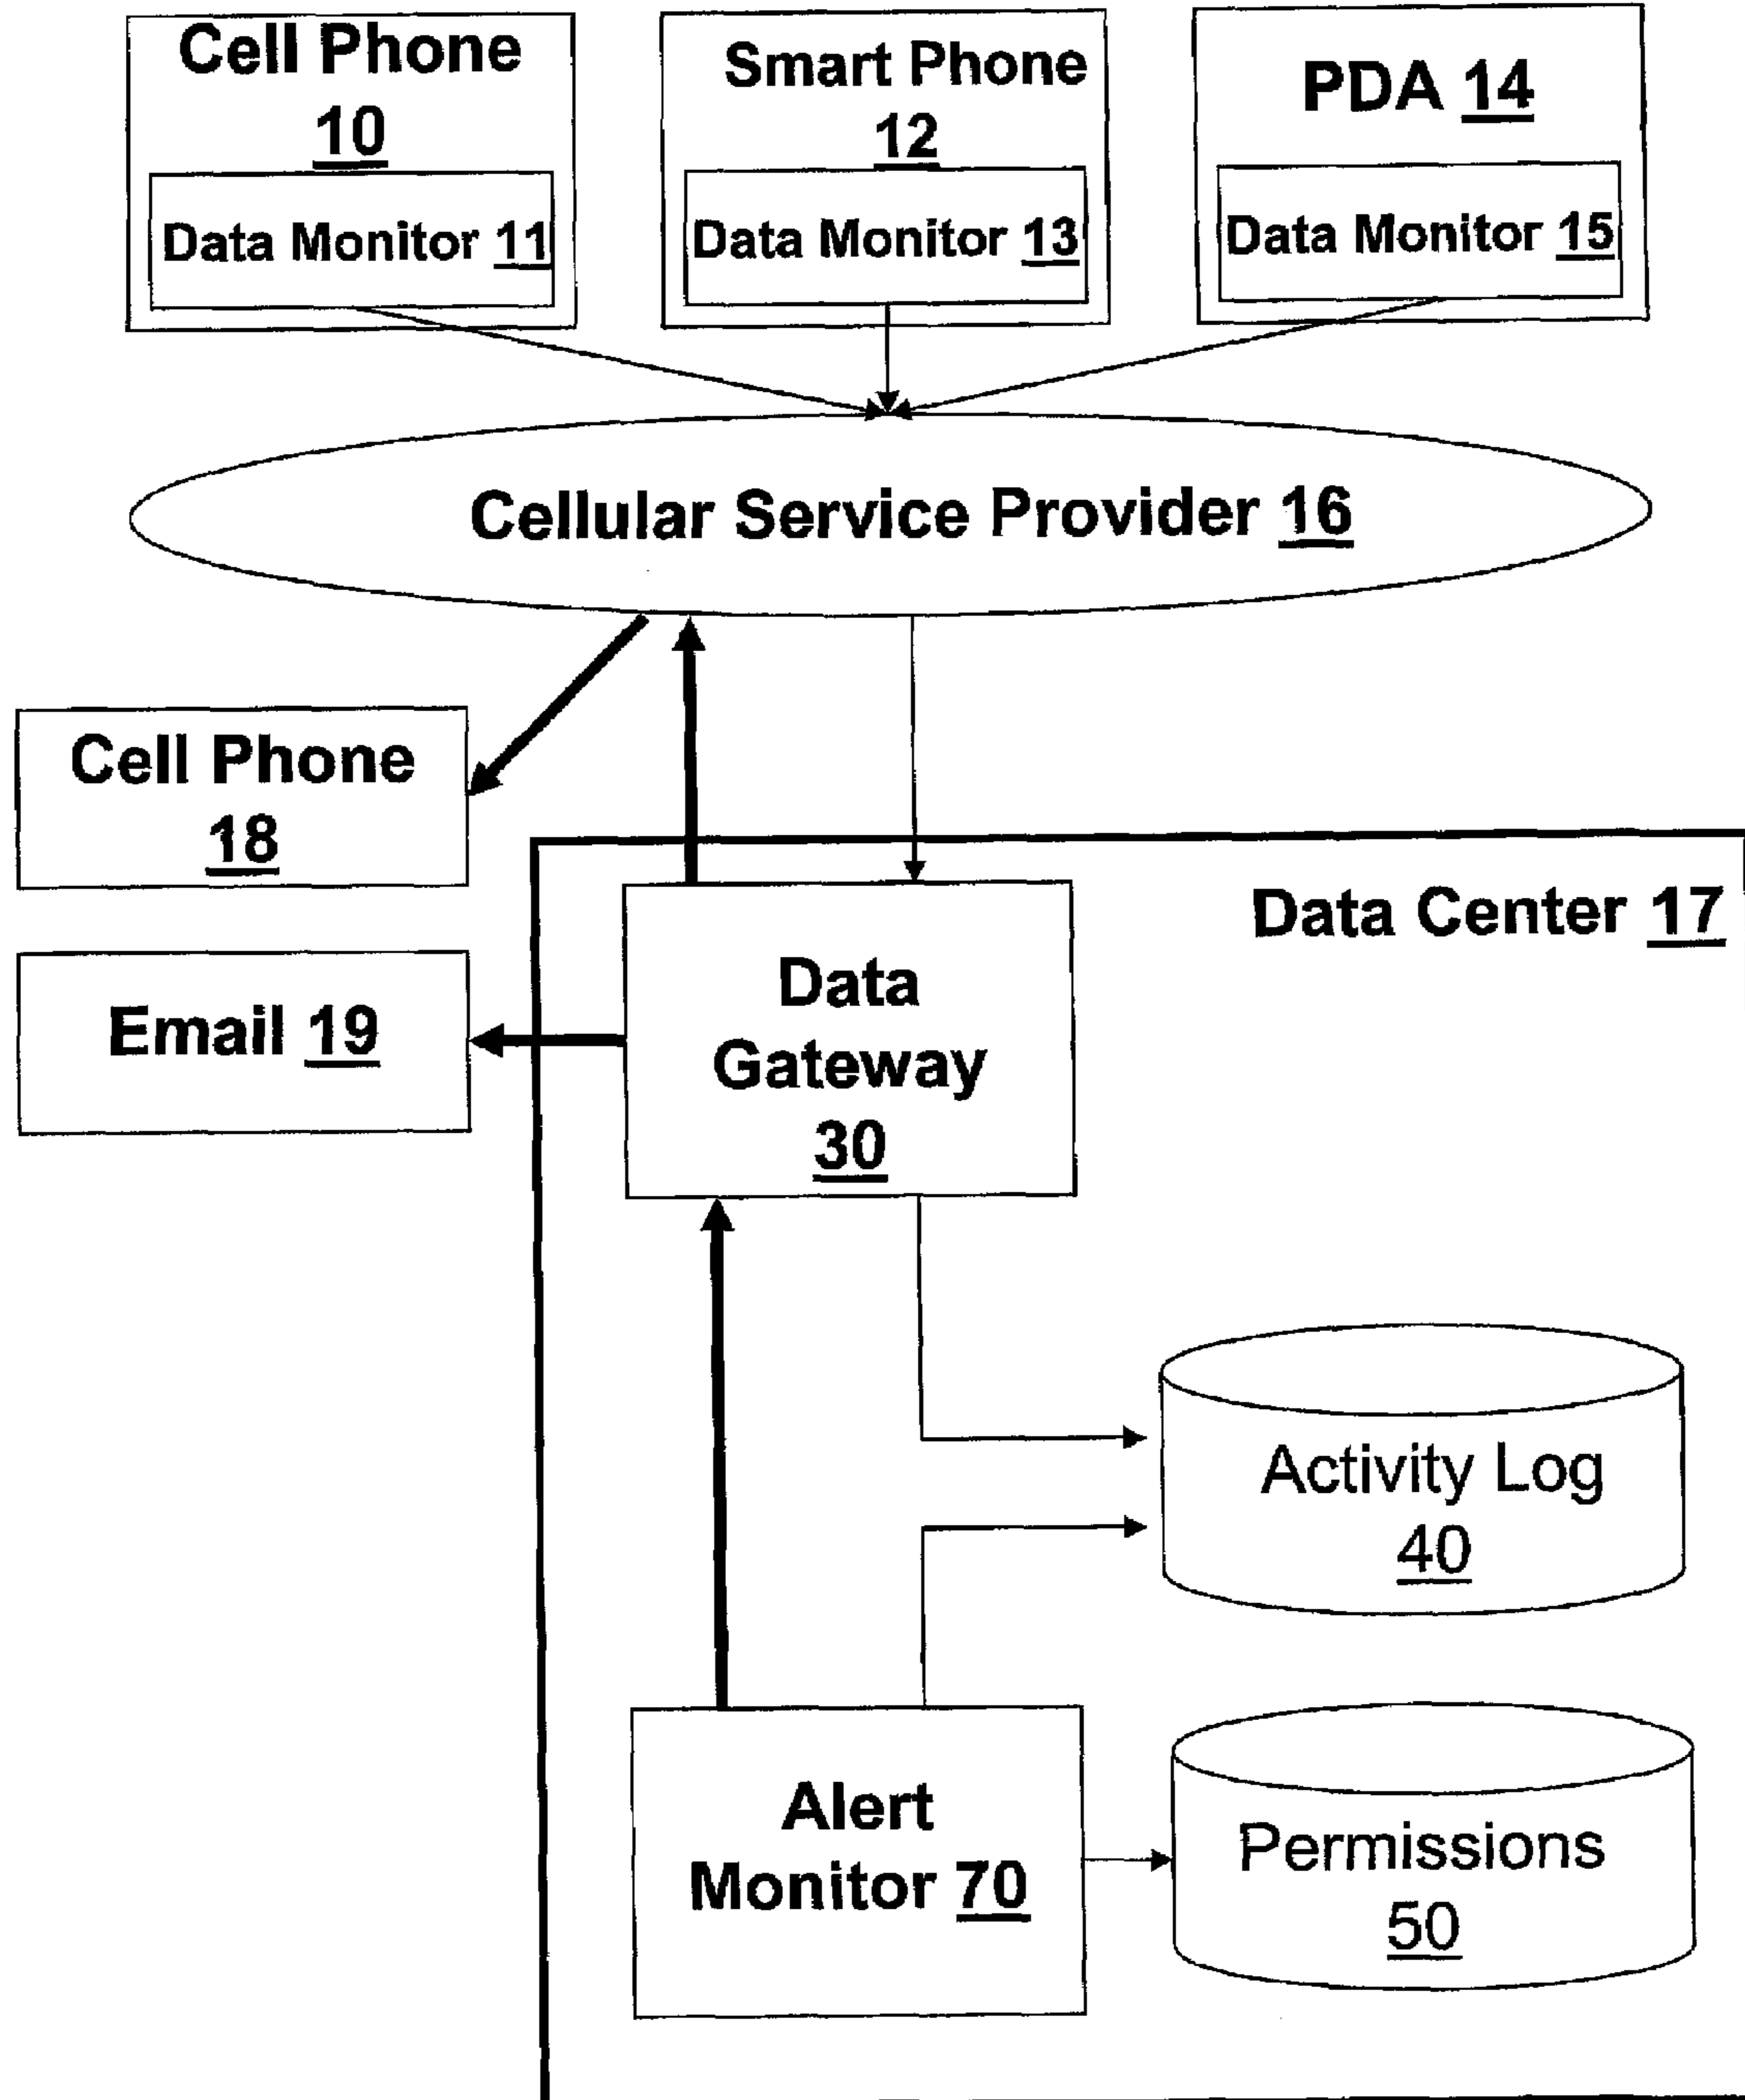 Cell Phone
10
Data Monitor 11
Smart Phone
12
Data Monitor 13
PDA 14
Data Monitor 15
Cellular Service Provider 16
Cell Phone
18
Data Center 17
Data
Gateway
30
Email 19
Activity Log
40
Alert
Monitor 70
Permissions
50